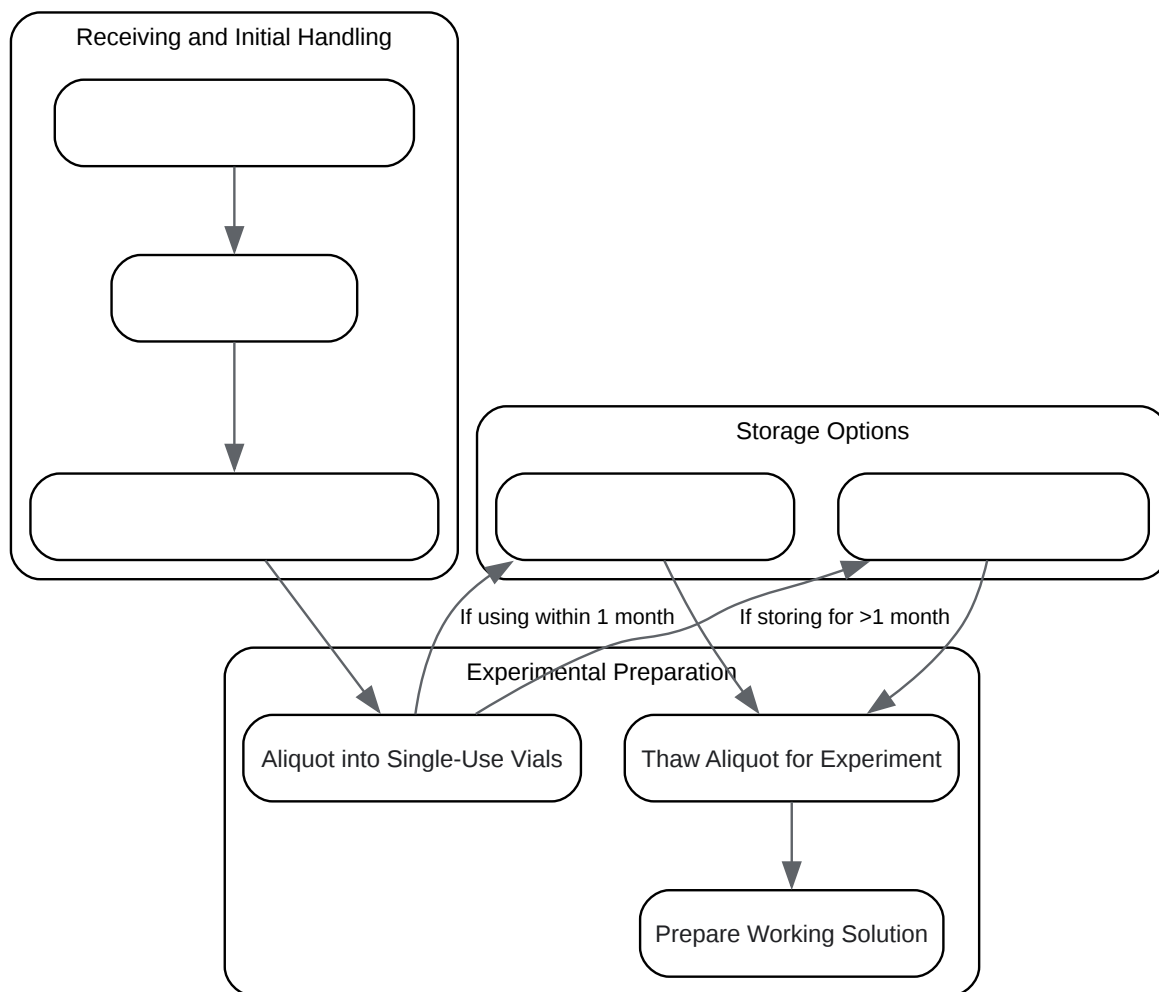 Receiving and Initial Handling
Storage Options
If using within 1 month
If storing for >1 month
Experimental Preparation
Aliquot into Single-Use Vials
Thaw Aliquot for Experiment
Prepare Working Solution